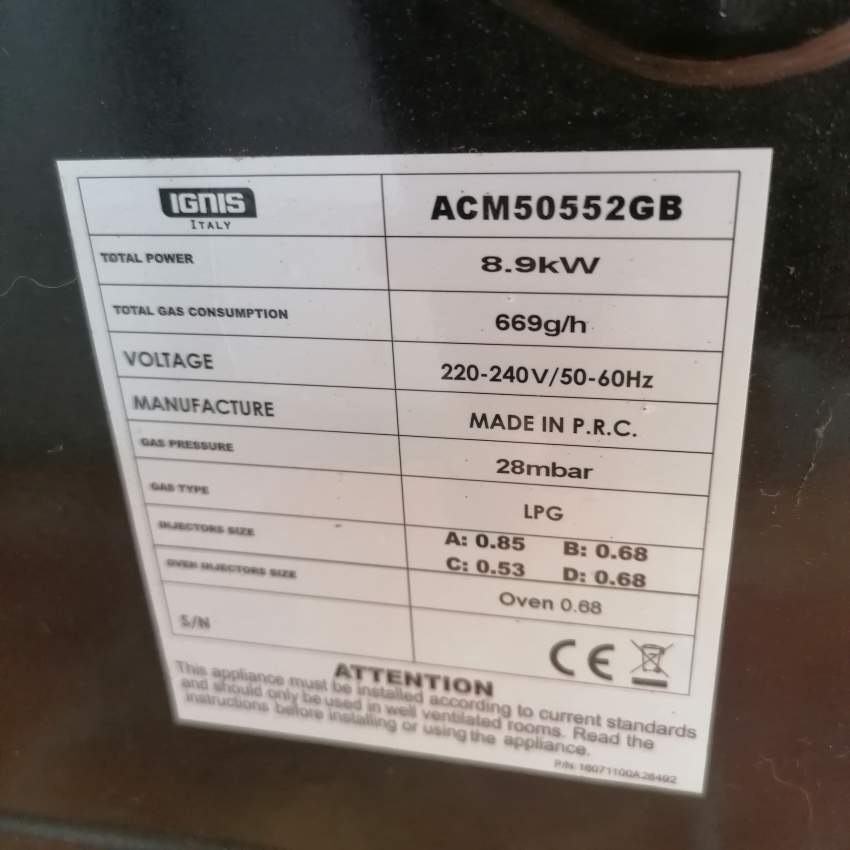 IGNIS
ITALY
ACM50552GB
TOTAL POWER 8.9kW
TOTAL GAS CONSUMPTION 669g/h
VOLTAGE 220-240V/50-60Hz
MANUFACTURE MADE IN P.R.C.
GAS PRESSURE 28mbar
GAS TYPE LPG
INJECTORS SIZE A: 0.85 B: 0.68
C: 0.53 D: 0.68
OVEN INJECTORS SIZE Oven 0.68
S/N CE
ATTENTION
This appliance must be installed according to current standards
and should only be used in well ventilated rooms. Read the
instructions before installing or using the appliance.
P/N: 16071100A28492